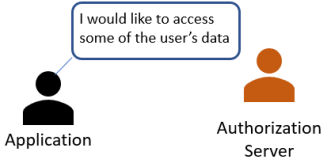 I would like to access
some of the user's data
Application
Authorization
Server